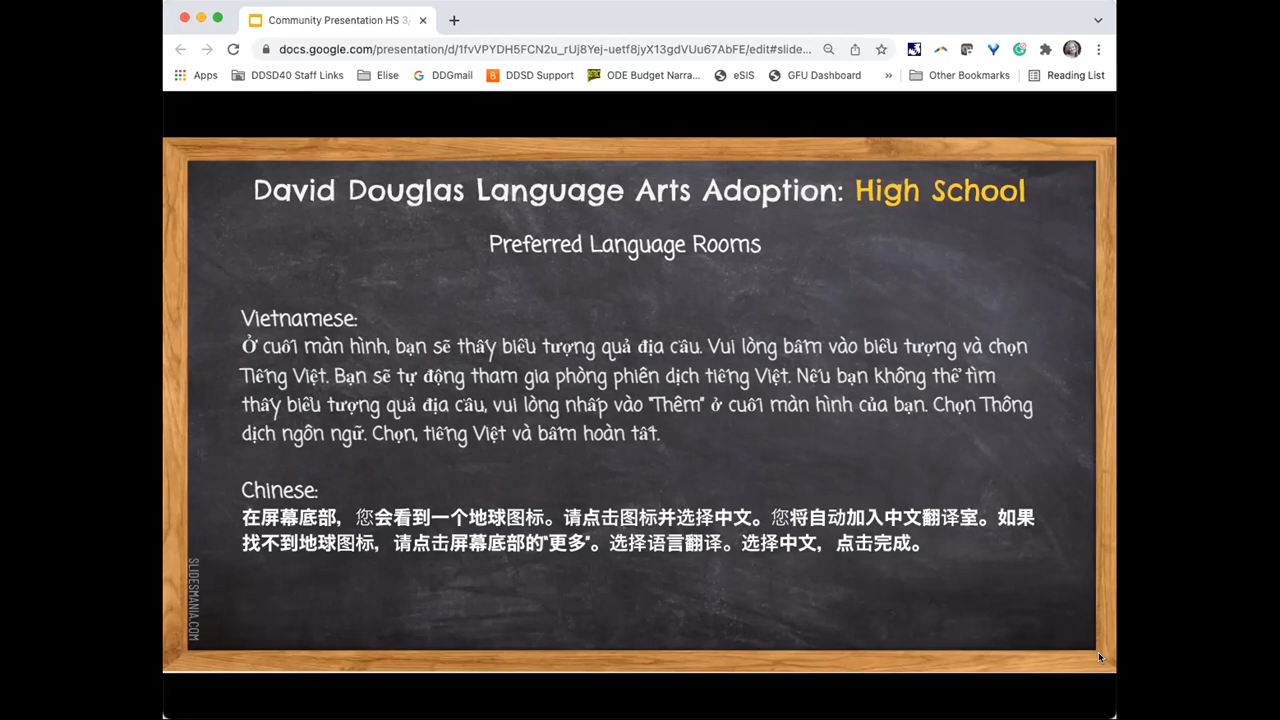 Community Presentation HS 3/
docs.google.com/presentation/d/1fvVPYDH5FCN2u_rUj8Yej-uetf8jyX13gdVUu67AbFE/edit#slide...
Apps DDSD40 Staff Links Elise DDGmail DDSD Support ODE Budget Narra... eSIS GFU Dashboard » Other Bookmarks Reading List
David Douglas Language Arts Adoption: High School
Preferred Language Rooms
Vietnamese:
Ở cuối màn hình, bạn sẽ thấy biểu tượng quả địa cầu. Vui lòng bấm vào biểu tượng và chọn
Tiếng Việt. Bạn sẽ tự động tham gia phòng phiên dịch tiếng Việt. Nếu bạn không thể tìm
thấy biểu tượng quả địa cầu, vui lòng nhấp vào "Thêm" ở cuối màn hình của bạn. Chọn Thông
dịch ngôn ngữ. Chọn, tiếng Việt và bấm hoàn tất.
Chinese:
在屏幕底部，您会看到一个地球图标。请点击图标并选择中文。您将自动加入中文翻译室。如果
找不到地球图标，请点击屏幕底部的"更多"。选择语言翻译。选择中文，点击完成。
SLIDESMANIA.COM